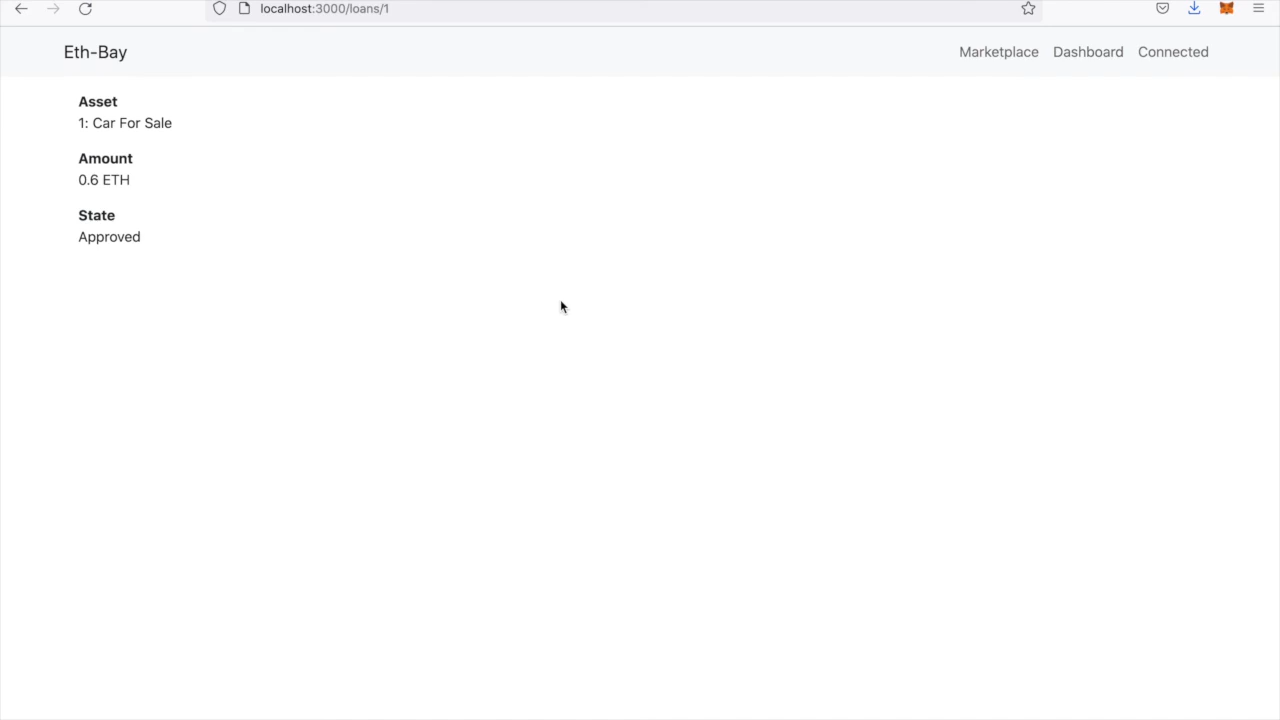 localhost:3000/loans/1
Eth-Bay
Marketplace Dashboard Connected
Asset
1: Car For Sale
Amount
0.6 ETH
State
Approved